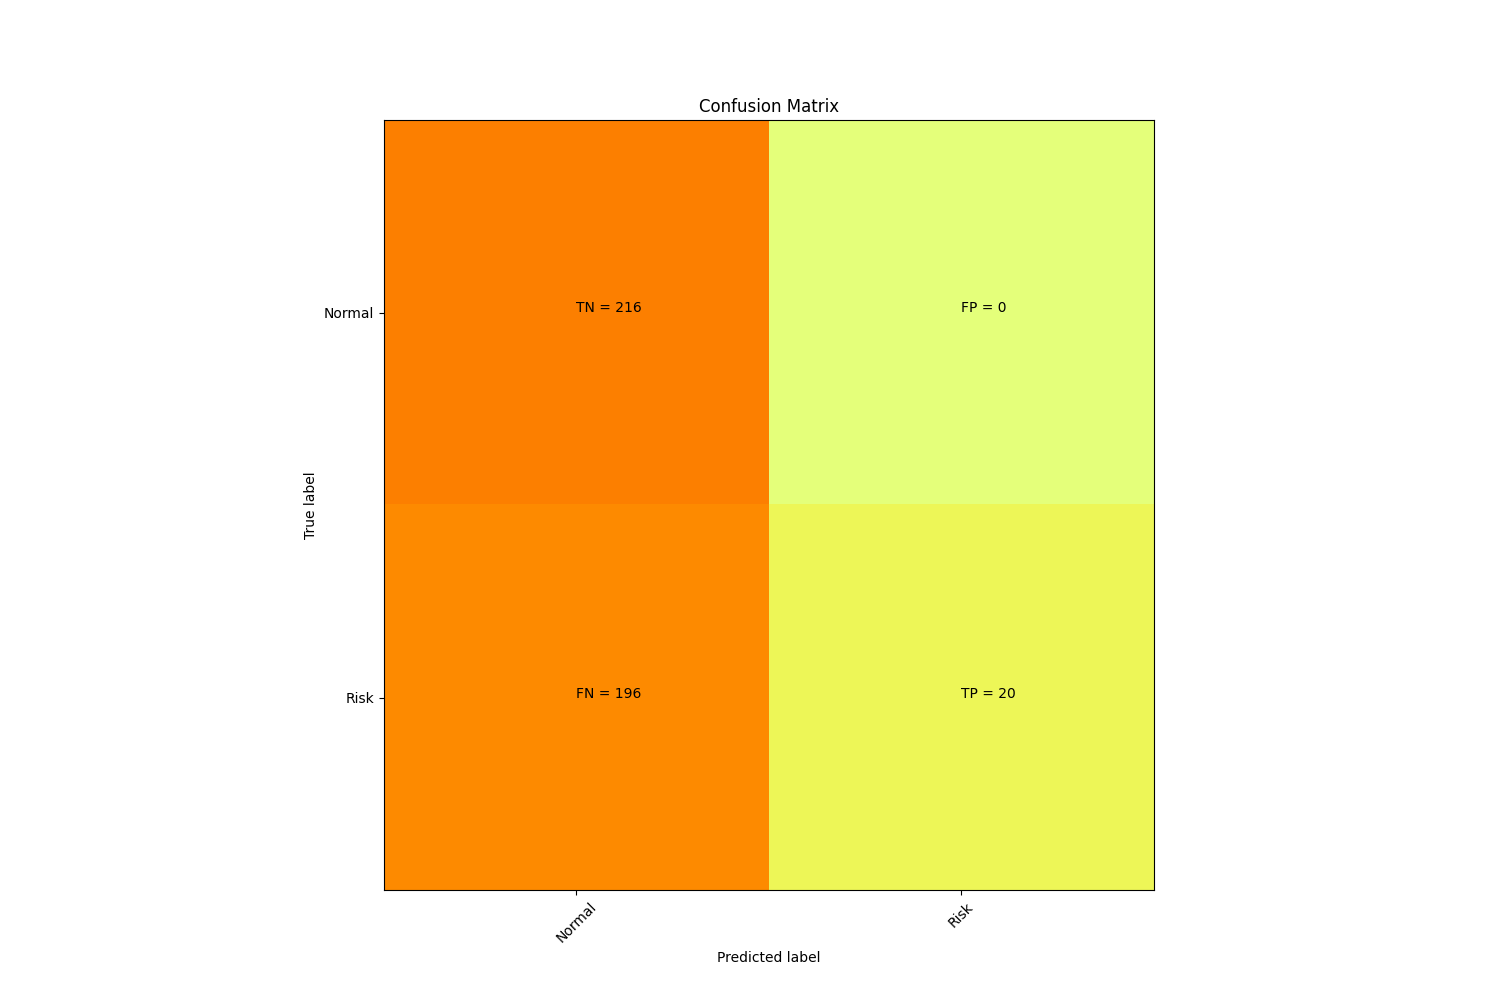 Confusion Matrix
TN = 216
FP = 0
Normal
True label
FN = 196
TP = 20
Risk
Normal
Risk
Predicted label